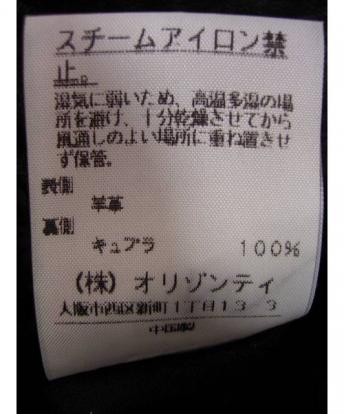 スチームアイロン禁
止。
湿気に弱いため、高温多湿の場
所を避け、十分乾燥させてから
風通しのよい場所に重ね置きせ
ず保管。
表側
羊革
裏側
キュプラ 100%
(株) オリゾンティ
大阪市西区新町1丁目13-3
中国製